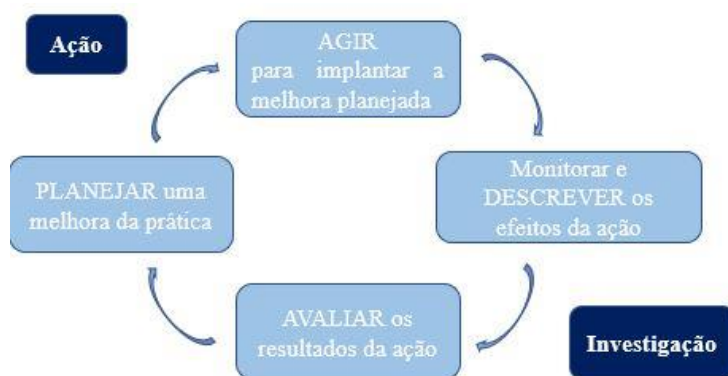 Ação
AGIR
para implantar a
melhora planejada
PLANEJAR uma
melhora da prática
Monitorar e
DESCREVER os
efeitos da ação
AVALIAR os
resultados da ação
Investigação